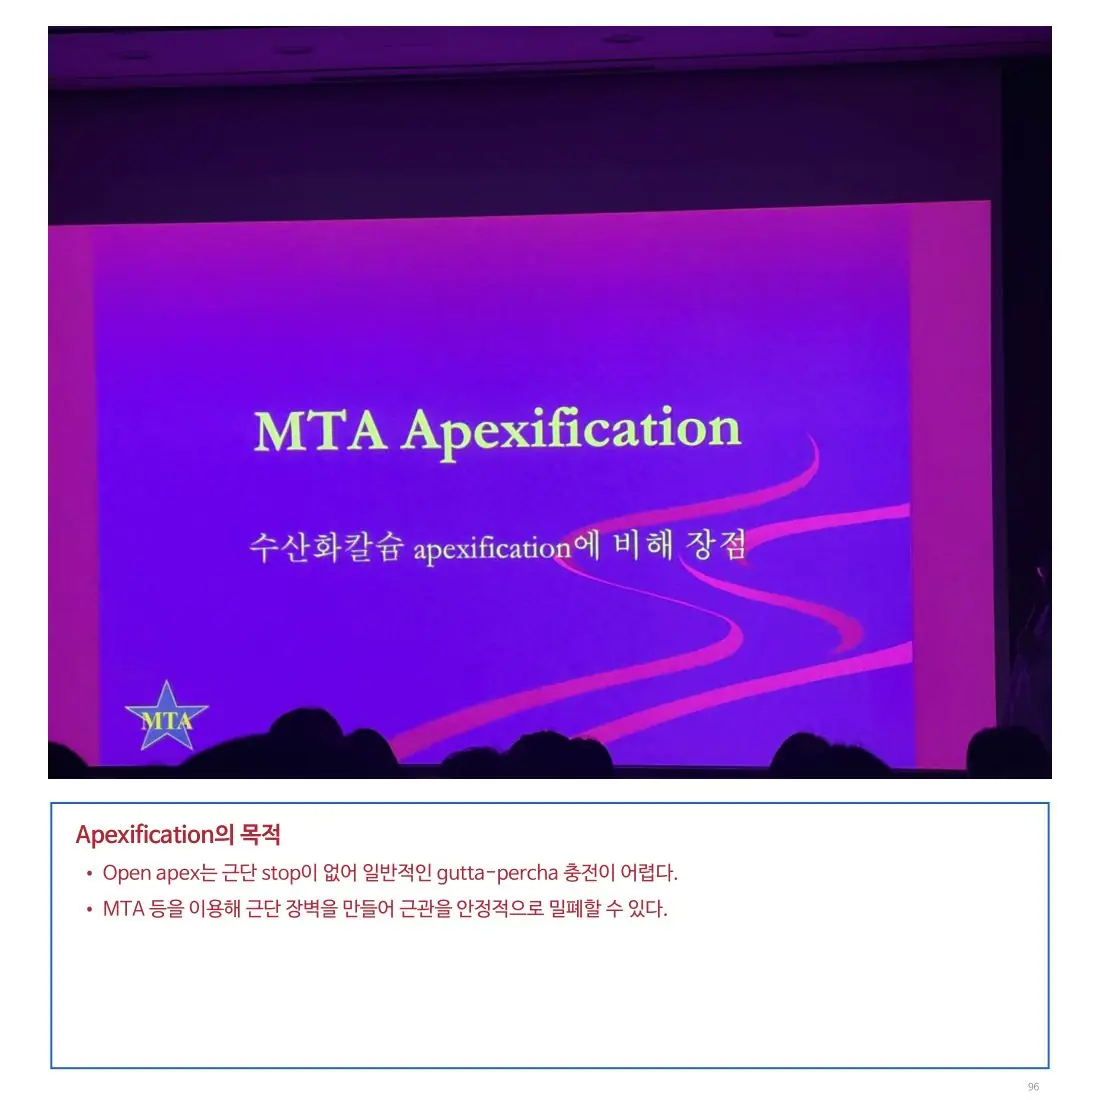 MTA Apexification
수산화칼슘 apexification에 비해 장점
MTA
Apexification의 목적
• Open apex는 근단 stop이 없어 일반적인 gutta-percha 충전이 어렵다.
• MTA 등을 이용해 근단 장벽을 만들어 근관을 안정적으로 밀폐할 수 있다.
96